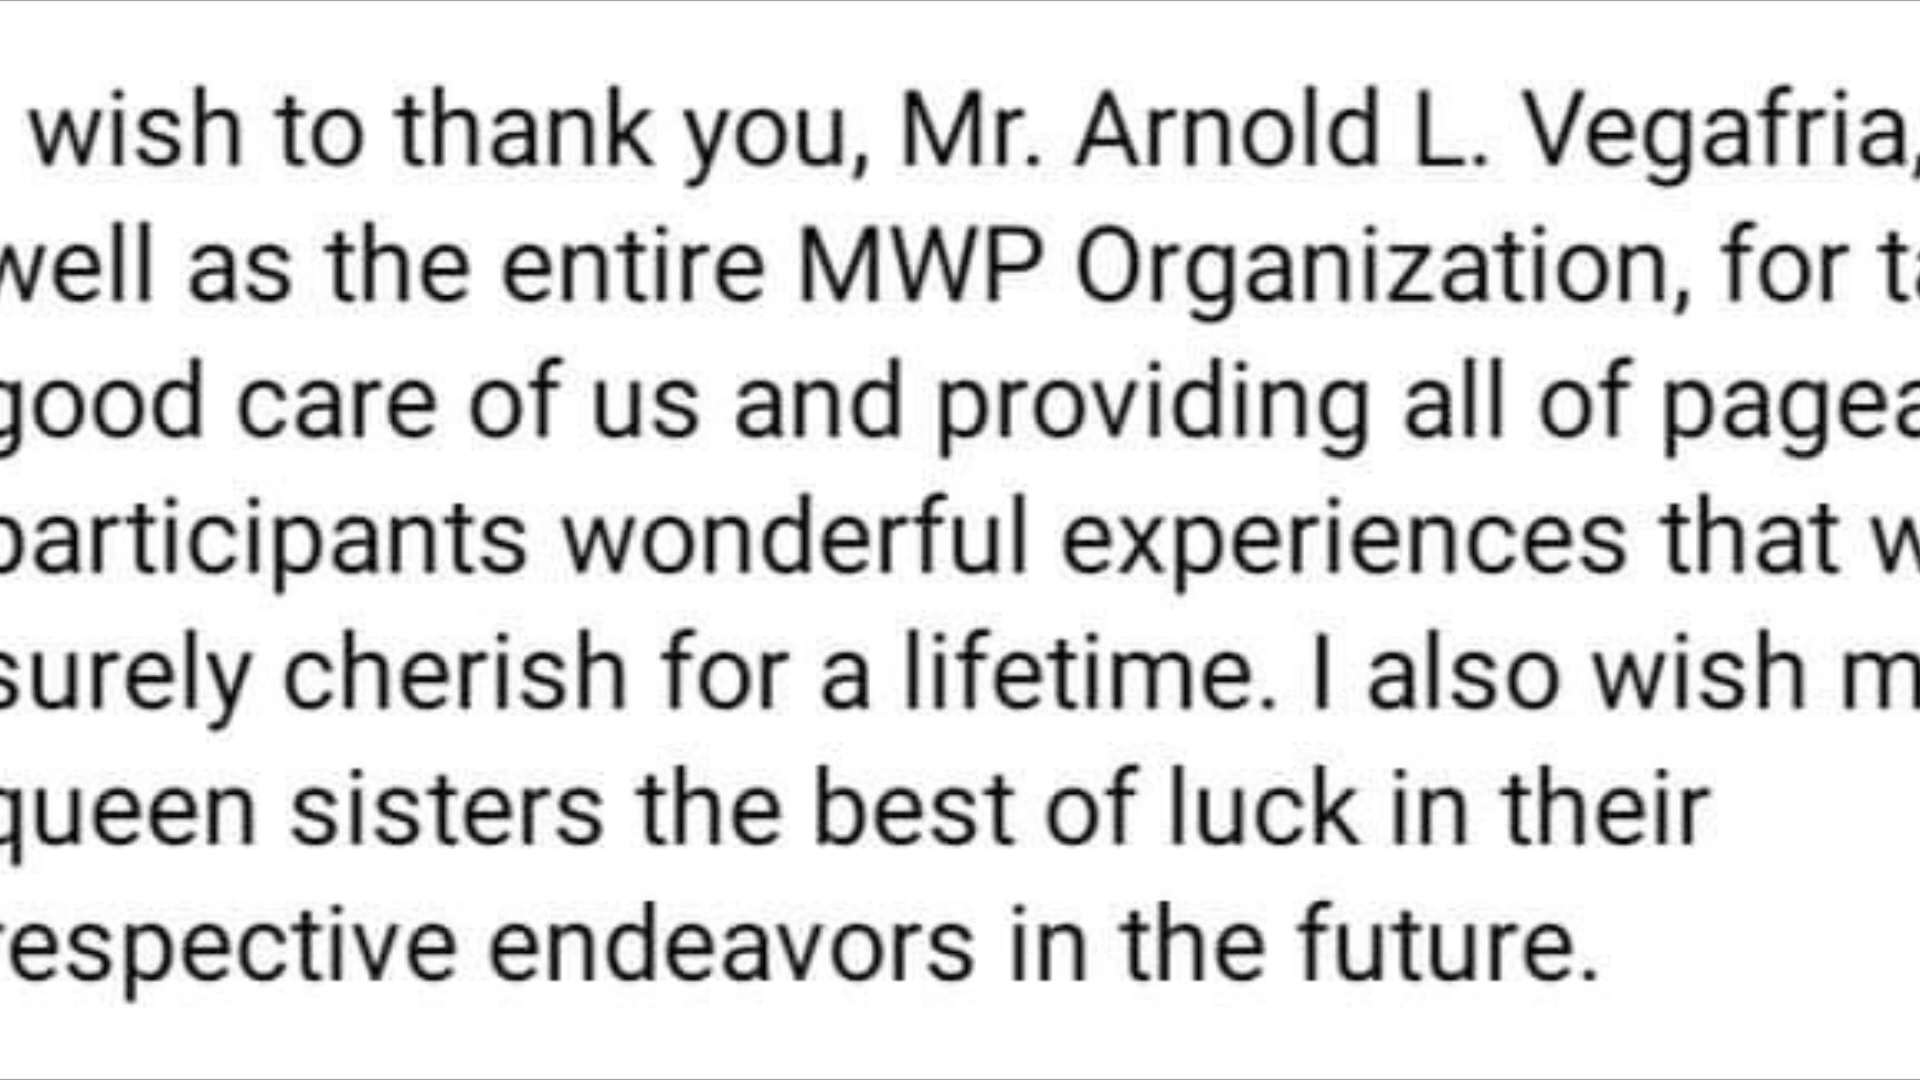 wish to thank you, Mr. Arnold L. Vegafria,
well as the entire MWP Organization, for
good care of us and providing all of
participants wonderful experiences that
surely cherish for a lifetime. I also wish
queen sisters the best of luck in their
respective endeavors in the future.